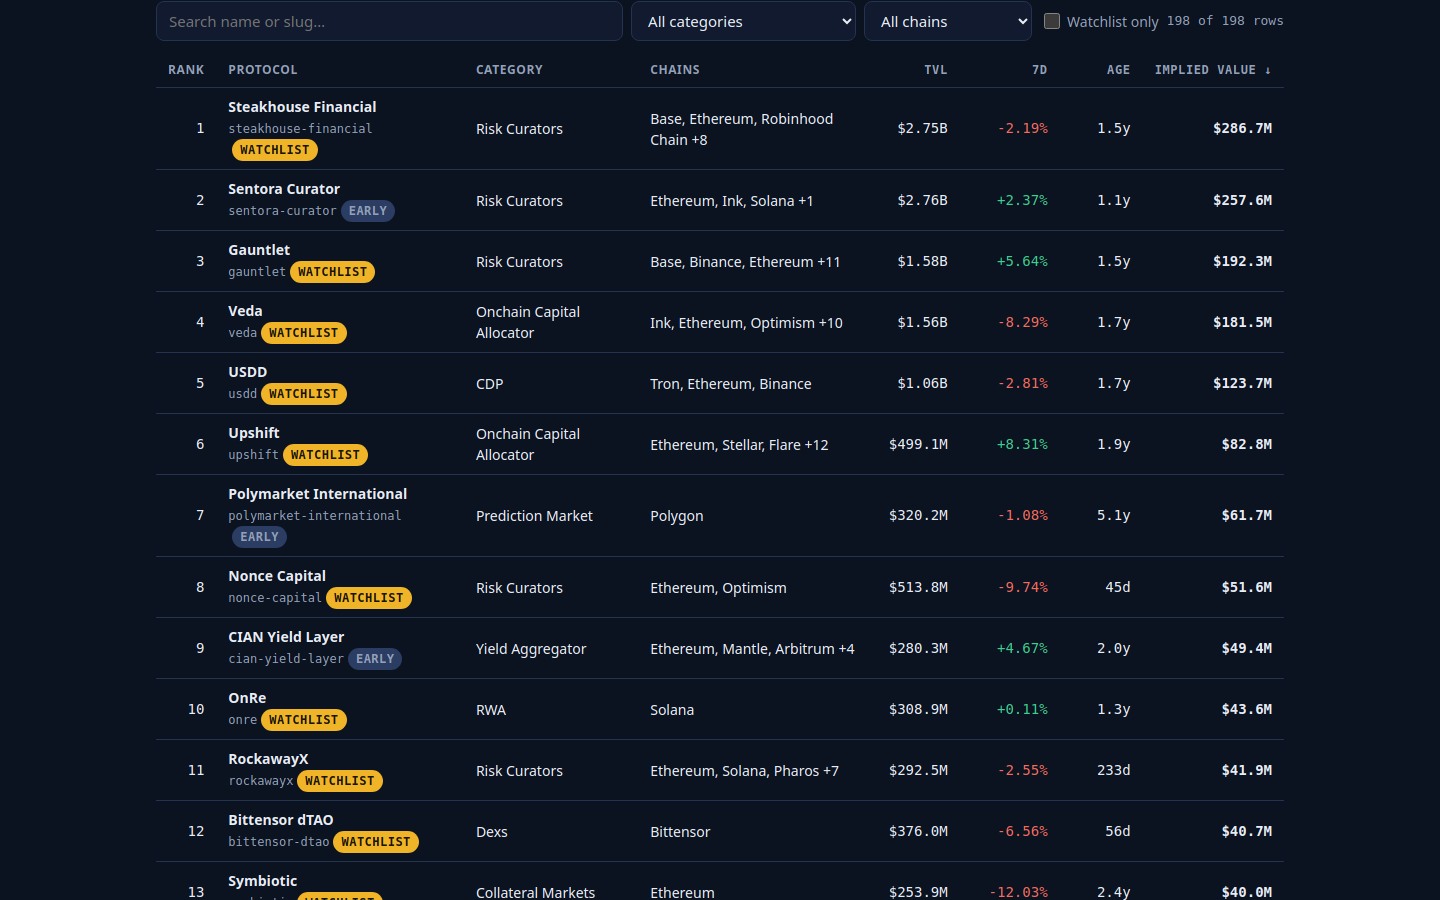 Search name or slug... All categories All chains Watchlist only 198 of 198 rows
RANK PROTOCOL CATEGORY CHAINS TVL 7D AGE IMPLIED VALUE ↓
1 Steakhouse Financial steakhouse-financial WATCHLIST Risk Curators Base, Ethereum, Robinhood Chain +8 $2.75B -2.19% 1.5y $286.7M
2 Sentora Curator sentora-curator EARLY Risk Curators Ethereum, Ink, Solana +1 $2.76B +2.37% 1.1y $257.6M
3 Gauntlet gauntlet WATCHLIST Risk Curators Base, Binance, Ethereum +11 $1.58B +5.64% 1.5y $192.3M
4 Veda veda WATCHLIST Onchain Capital Allocator Ink, Ethereum, Optimism +10 $1.56B -8.29% 1.7y $181.5M
5 USDD usdd WATCHLIST CDP Tron, Ethereum, Binance $1.06B -2.81% 1.7y $123.7M
6 Upshift upshift WATCHLIST Onchain Capital Allocator Ethereum, Stellar, Flare +12 $499.1M +8.31% 1.9y $82.8M
7 Polymarket International polymarket-international EARLY Prediction Market Polygon $320.2M -1.08% 5.1y $61.7M
8 Nonce Capital nonce-capital WATCHLIST Risk Curators Ethereum, Optimism $513.8M -9.74% 45d $51.6M
9 CIAN Yield Layer cian-yield-layer EARLY Yield Aggregator Ethereum, Mantle, Arbitrum +4 $280.3M +4.67% 2.0y $49.4M
10 OnRe onre WATCHLIST RWA Solana $308.9M +0.11% 1.3y $43.6M
11 RockawayX rockawayx WATCHLIST Risk Curators Ethereum, Solana, Pharos +7 $292.5M -2.55% 233d $41.9M
12 Bittensor dTAO bittensor-dtao WATCHLIST Dexs Bittensor $376.0M -6.56% 56d $40.7M
13 Symbiotic Collateral Markets Ethereum $253.9M -12.03% 2.4y $40.0M